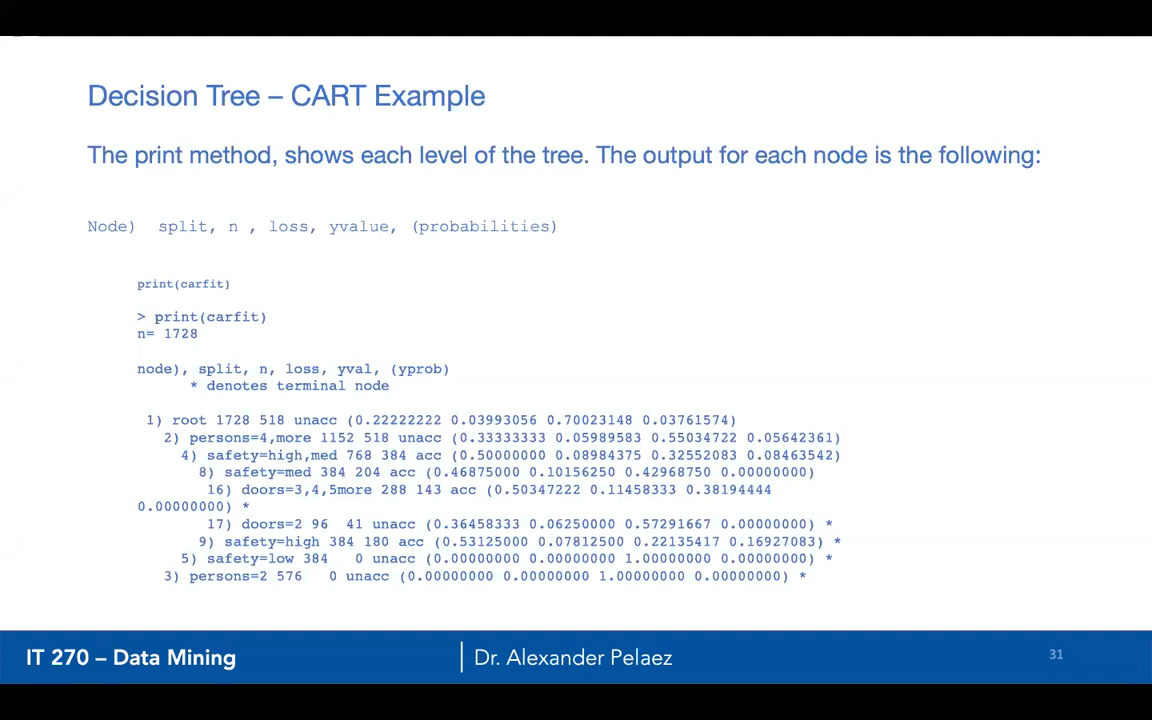 Decision Tree – CART Example
The print method, shows each level of the tree. The output for each node is the following:
Node)  split, n , loss, yvalue, (probabilities)
print(carfit)
> print(carfit)
n= 1728
node), split, n, loss, yval, (yprob)
* denotes terminal node
1) root 1728 518 unacc (0.22222222 0.03993056 0.70023148 0.03761574)
2) persons=4,more 1152 518 unacc (0.33333333 0.05989583 0.55034722 0.05642361)
4) safety=high,med 768 384 acc (0.50000000 0.08984375 0.32552083 0.08463542)
8) safety=med 384 204 acc (0.46875000 0.10156250 0.42968750 0.00000000)
16) doors=3,4,5more 288 143 acc (0.50347222 0.11458333 0.38194444
0.00000000) *
17) doors=2 96  41 unacc (0.36458333 0.06250000 0.57291667 0.00000000) *
9) safety=high 384 180 acc (0.53125000 0.07812500 0.22135417 0.16927083) *
5) safety=low 384   0 unacc (0.00000000 0.00000000 1.00000000 0.00000000) *
3) persons=2 576   0 unacc (0.00000000 0.00000000 1.00000000 0.00000000) *
IT 270 – Data Mining
Dr. Alexander Pelaez
31